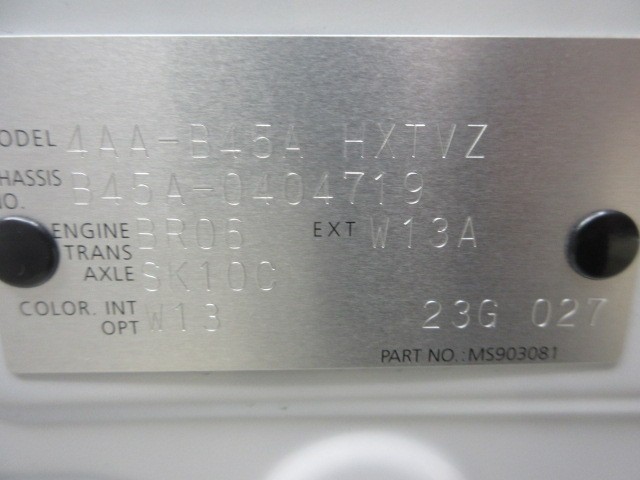 MODEL 4AA-B45A HXTVZ
CHASSIS NO. B45A-0404719
ENGINE BR06 EXT W13A
TRANS AXLE SK10C
COLOR. INT OPT W13 23G 027
PART NO.:MS903081